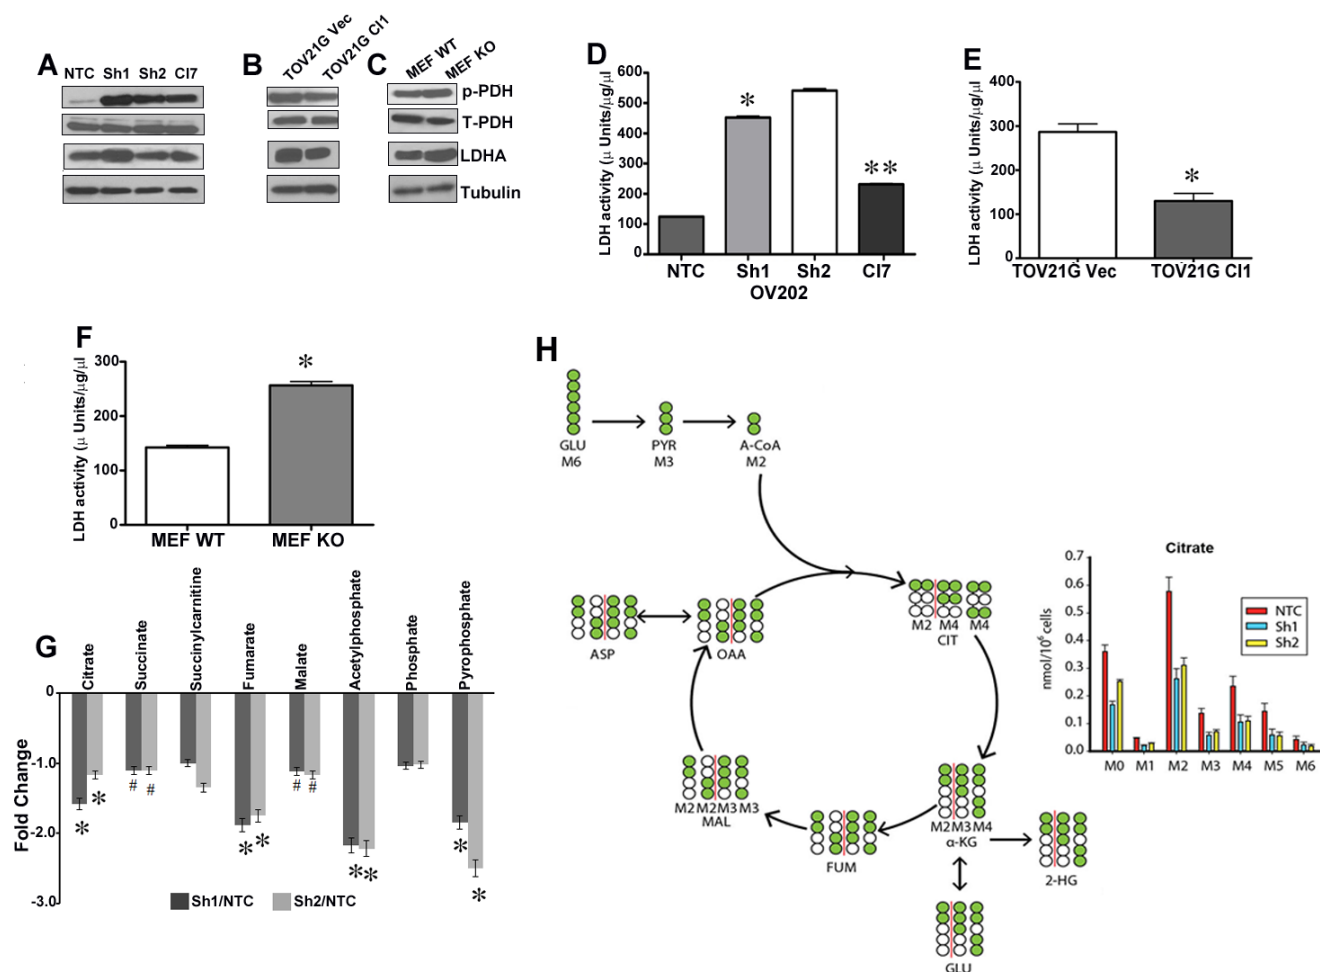 A
NTC Sh1 Sh2 Cl7
B
TOV21G Vec
TOV21G Cl1
C
MEF WT
MEF KO
p-PDH
T-PDH
LDHA
Tubulin
D
LDH activity (µ Units/µg/µl
600
500
400
300
200
100
0
*
**
NTC Sh1 Sh2 Cl7
OV202
E
LDH activity (µ Units/µg/µl
400
300
200
100
0
*
TOV21G Vec TOV21G Cl1
F
LDH activity (µ Units/µg/µl
300
200
100
0
*
MEF WT MEF KO
G
Citrate
Succinate
Succinylcarnitine
Fumarate
Malate
Acetylphosphate
Phosphate
Pyrophosphate
Fold Change
0
-1.0
-2.0
-3.0
* * # # * * # # * * * *
Sh1/NTC Sh2/NTC
H
GLU
M6
PYR
M3
A-CoA
M2
ASP
OAA
M2 M4 M4
CIT
M2 M2 M3 M3
MAL
FUM
M2 M3 M4
α-KG
2-HG
GLU
Citrate
nmol/10⁶ cells
0.7
0.6
0.5
0.4
0.3
0.2
0.1
0.0
NTC
Sh1
Sh2
M0 M1 M2 M3 M4 M5 M6